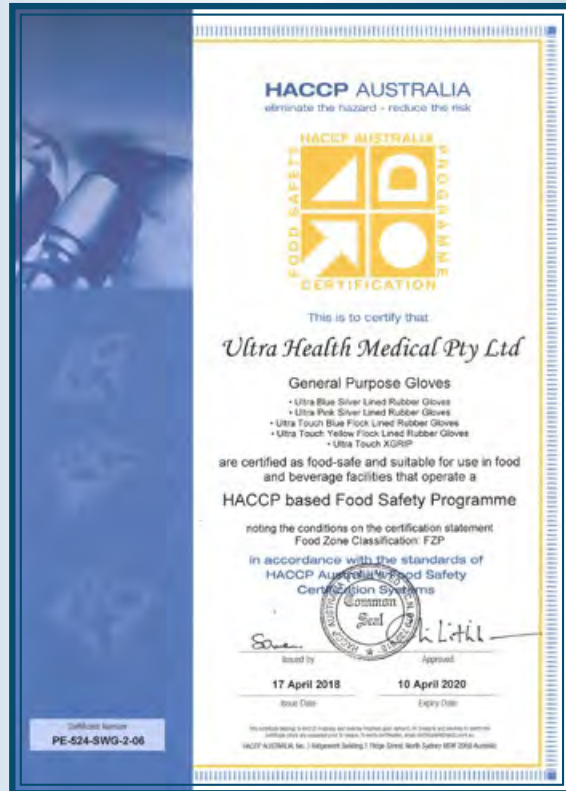 HACCP AUSTRALIA
eliminate the hazard - reduce the risk
HACCP AUSTRALIA
FOOD SAFETY
PROGRAMME
CERTIFICATION
This is to certify that
Ultra Health Medical Pty Ltd
General Purpose Gloves
• Ultra Blue Silver Lined Rubber Gloves
• Ultra Pink Silver Lined Rubber Gloves
• Ultra Touch Blue Flock Lined Rubber Gloves
• Ultra Touch Yellow Flock Lined Rubber Gloves
• Ultra Touch XGRIP
are certified as food-safe and suitable for use in food
and beverage facilities that operate a
HACCP based Food Safety Programme
noting the conditions on the certification statement
Food Zone Classification: FZP
in accordance with the standards of
HACCP Australia's Food Safety
Certification Systems
Common
Seal
Issued by
Approved
17 April 2018
10 April 2020
Issue Date
Expiry Date
Certificate Number
PE-524-SWG-2-06